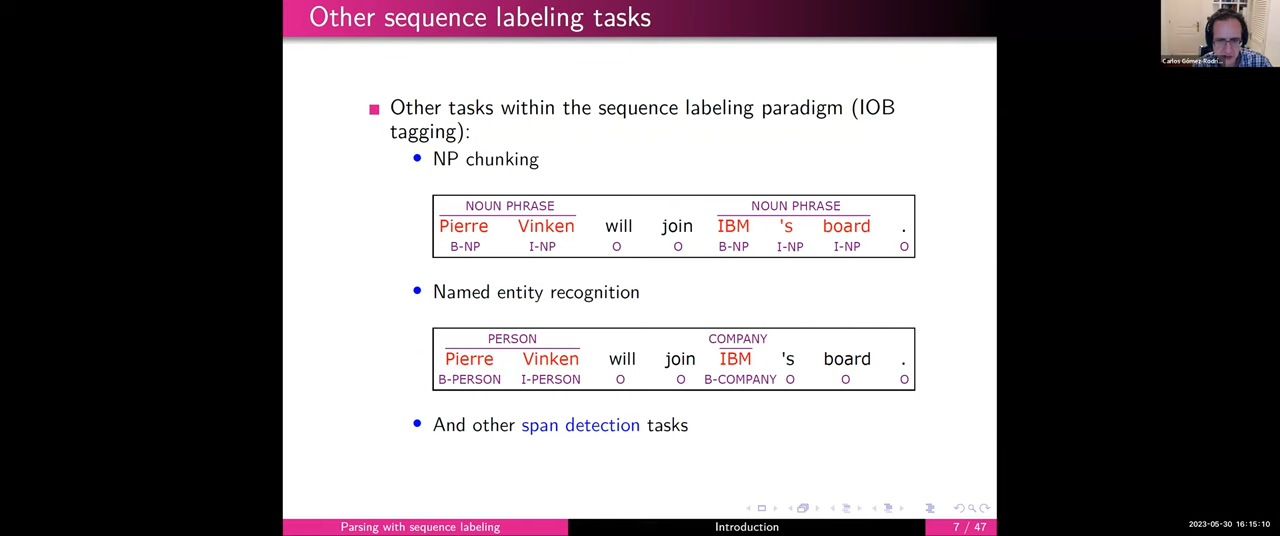 Other sequence labeling tasks
Carlos Gómez-Rodrí...
Other tasks within the sequence labeling paradigm (IOB
tagging):
NP chunking
NOUN PHRASE NOUN PHRASE
Pierre Vinken will join IBM 's board .
B-NP I-NP O O B-NP I-NP I-NP O
Named entity recognition
PERSON COMPANY
Pierre Vinken will join IBM 's board .
B-PERSON I-PERSON O O B-COMPANY O O O
And other span detection tasks
Parsing with sequence labeling Introduction 7 / 47
2023-05-30 16:15:10